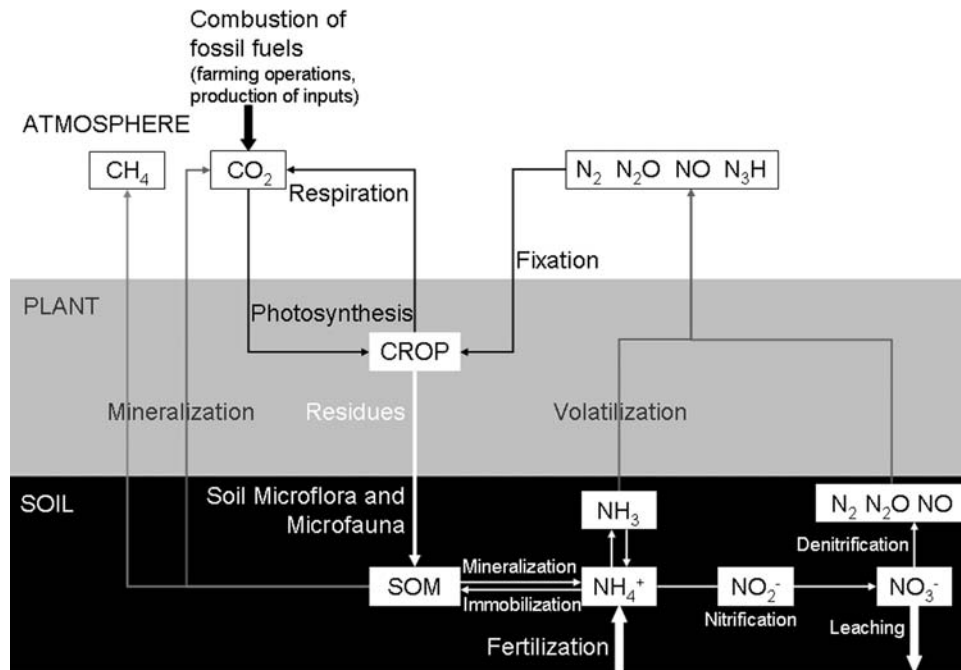 Combustion of
fossil fuels
(farming operations,
production of inputs)
ATMOSPHERE
CH₄
CO₂
N₂ N₂O NO N₃H
Respiration
Fixation
PLANT
Photosynthesis
CROP
Mineralization
Residues
Volatilization
SOIL
Soil Microflora and
Microfauna
NH₃
N₂ N₂O NO
Denitrification
SOM
Mineralization
Immobilization
NH₄⁺
NO₂⁻
Nitrification
NO₃⁻
Leaching
Fertilization